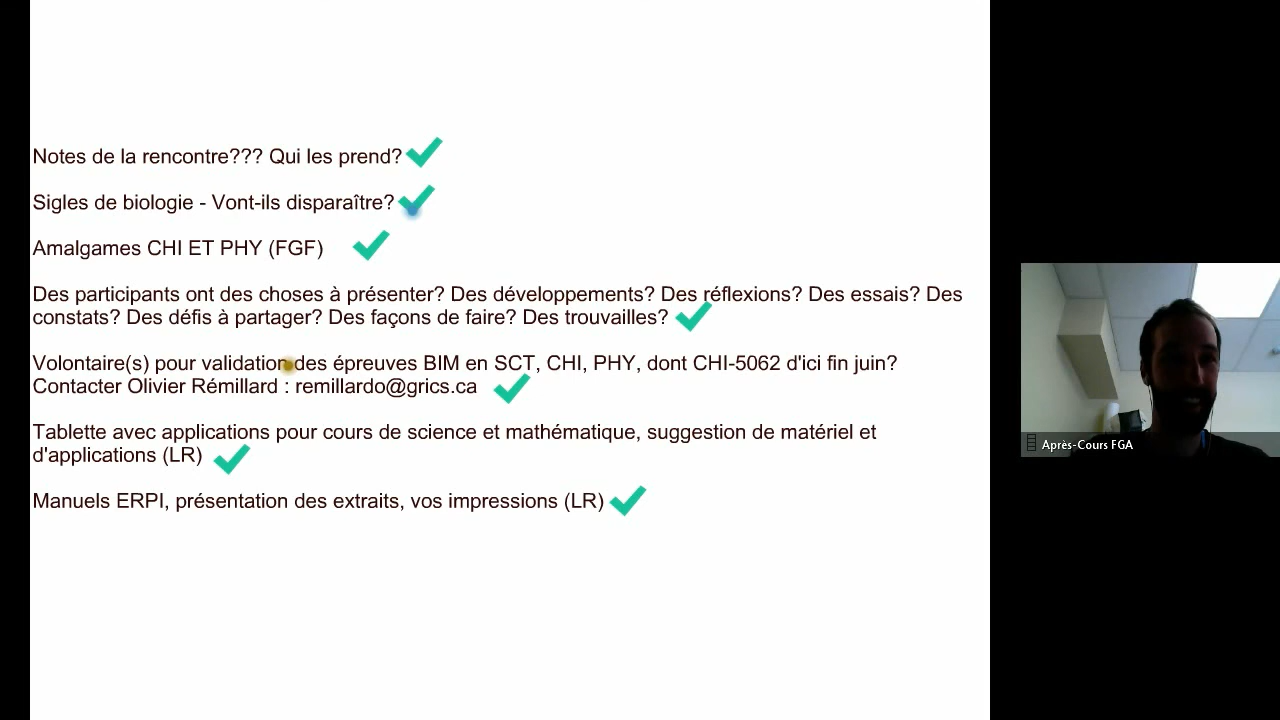 Notes de la rencontre??? Qui les prend?
Sigles de biologie - Vont-ils disparaître?
Amalgames CHI ET PHY (FGF)
Des participants ont des choses à présenter? Des développements? Des réflexions? Des essais? Des
constats? Des défis à partager? Des façons de faire? Des trouvailles?
Volontaire(s) pour validation des épreuves BIM en SCT, CHI, PHY, dont CHI-5062 d'ici fin juin?
Contacter Olivier Rémillard : remillardo@grics.ca
Tablette avec applications pour cours de science et mathématique, suggestion de matériel et
d'applications (LR)
Manuels ERPI, présentation des extraits, vos impressions (LR)
Après-Cours FGA